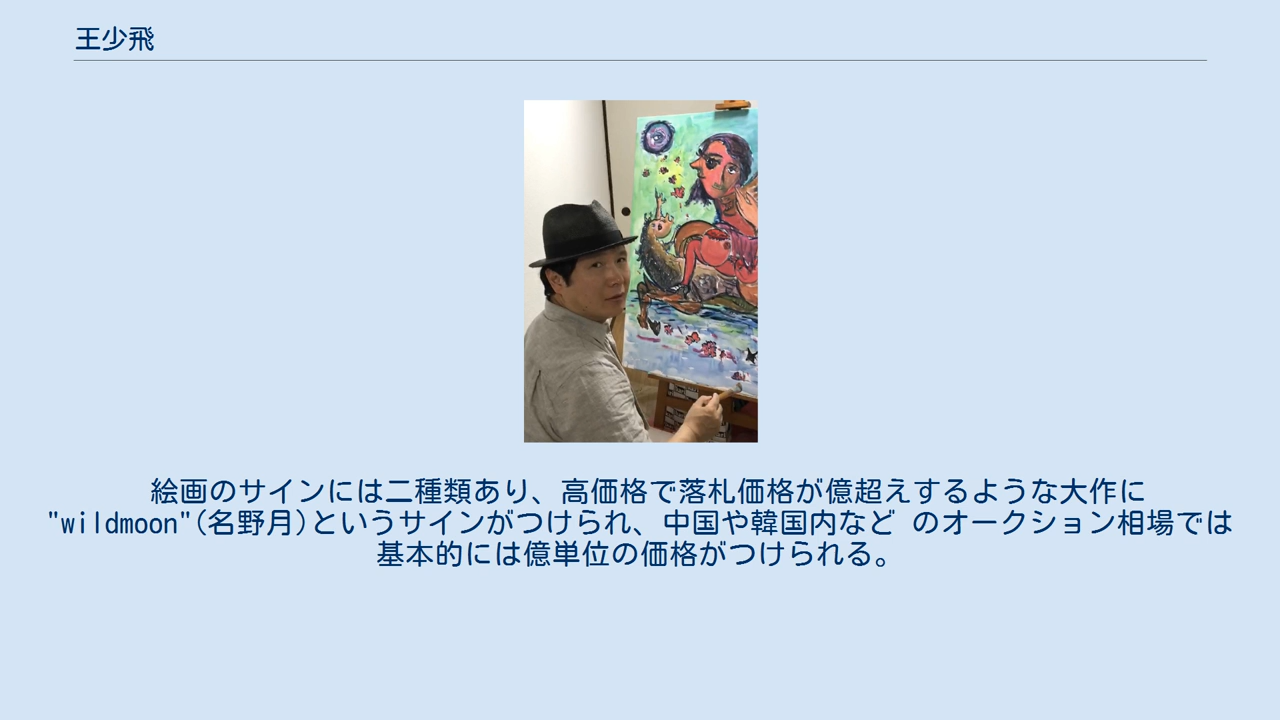 王少飛
絵画のサインには二種類あり、高価格で落札価格が億超えするような大作に
"wildmoon"(名野月)というサインがつけられ、中国や韓国内など のオークション相場では
基本的には億単位の価格がつけられる。